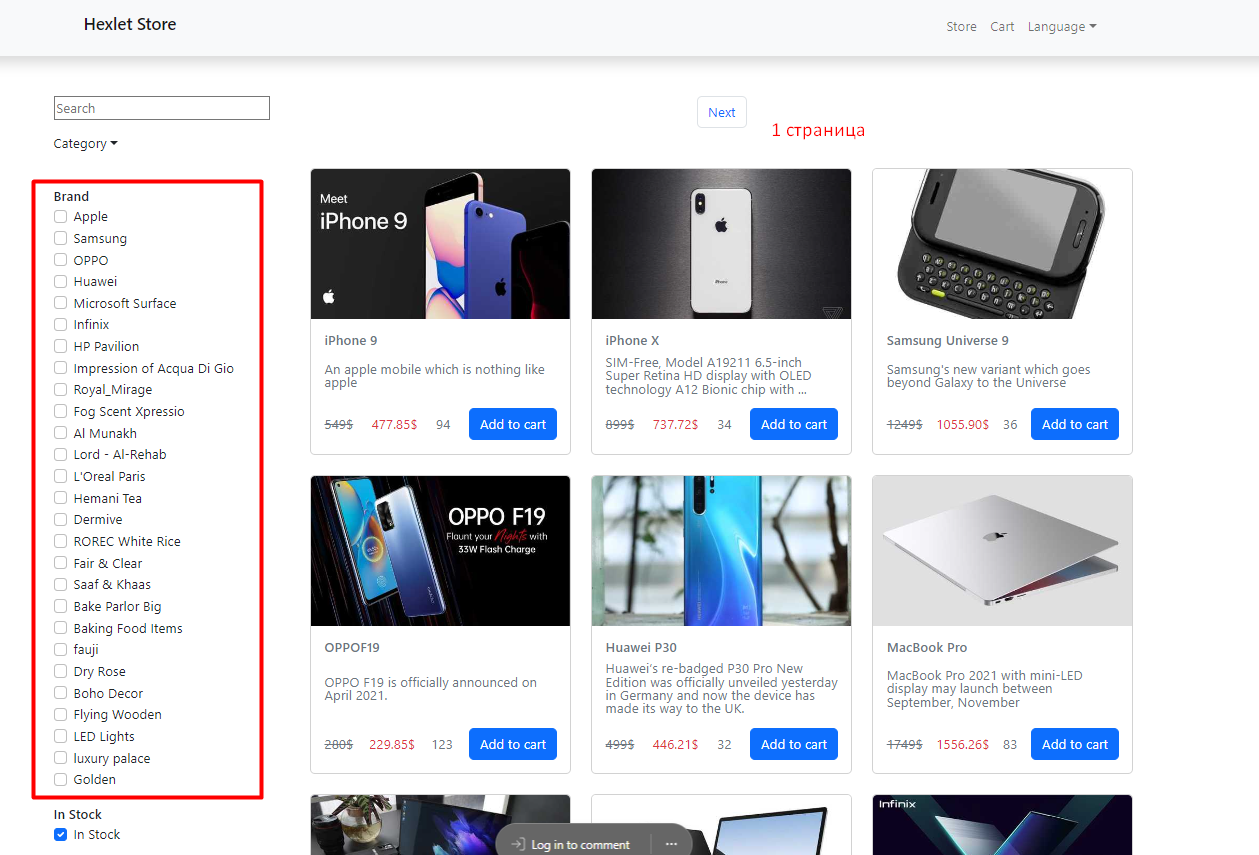 Hexlet Store
Store Cart Language
Search
Category
Next
1 страница
Brand
Apple
Samsung
OPPO
Huawei
Microsoft Surface
Infinix
HP Pavilion
Impression of Acqua Di Gio
Royal_Mirage
Fog Scent Xpressio
Al Munakh
Lord - Al-Rehab
L'Oreal Paris
Hemani Tea
Dermive
ROREC White Rice
Fair & Clear
Saaf & Khaas
Bake Parlor Big
Baking Food Items
fauji
Dry Rose
Boho Decor
Flying Wooden
LED Lights
luxury palace
Golden
In Stock
In Stock
Meet
iPhone 9
iPhone 9
An apple mobile which is nothing like
apple
549$ 477.85$ 94 Add to cart
iPhone
iPhone X
SIM-Free, Model A19211 6.5-inch
Super Retina HD display with OLED
technology A12 Bionic chip with ...
899$ 737.72$ 34 Add to cart
Samsung Universe 9
Samsung's new variant which goes
beyond Galaxy to the Universe
1249$ 1055.90$ 36 Add to cart
OPPO F19
Flaunt your Nights with
33W Flash Charge
OPPOF19
OPPO F19 is officially announced on
April 2021.
280$ 229.85$ 123 Add to cart
Huawei P30
Huawei's re-badged P30 Pro New
Edition was officially unveiled yesterday
in Germany and now the device has
made its way to the UK.
499$ 446.21$ 32 Add to cart
MacBook Pro
MacBook Pro 2021 with mini-LED
display may launch between
September, November
1749$ 1556.26$ 83 Add to cart
Infinix
Log in to comment